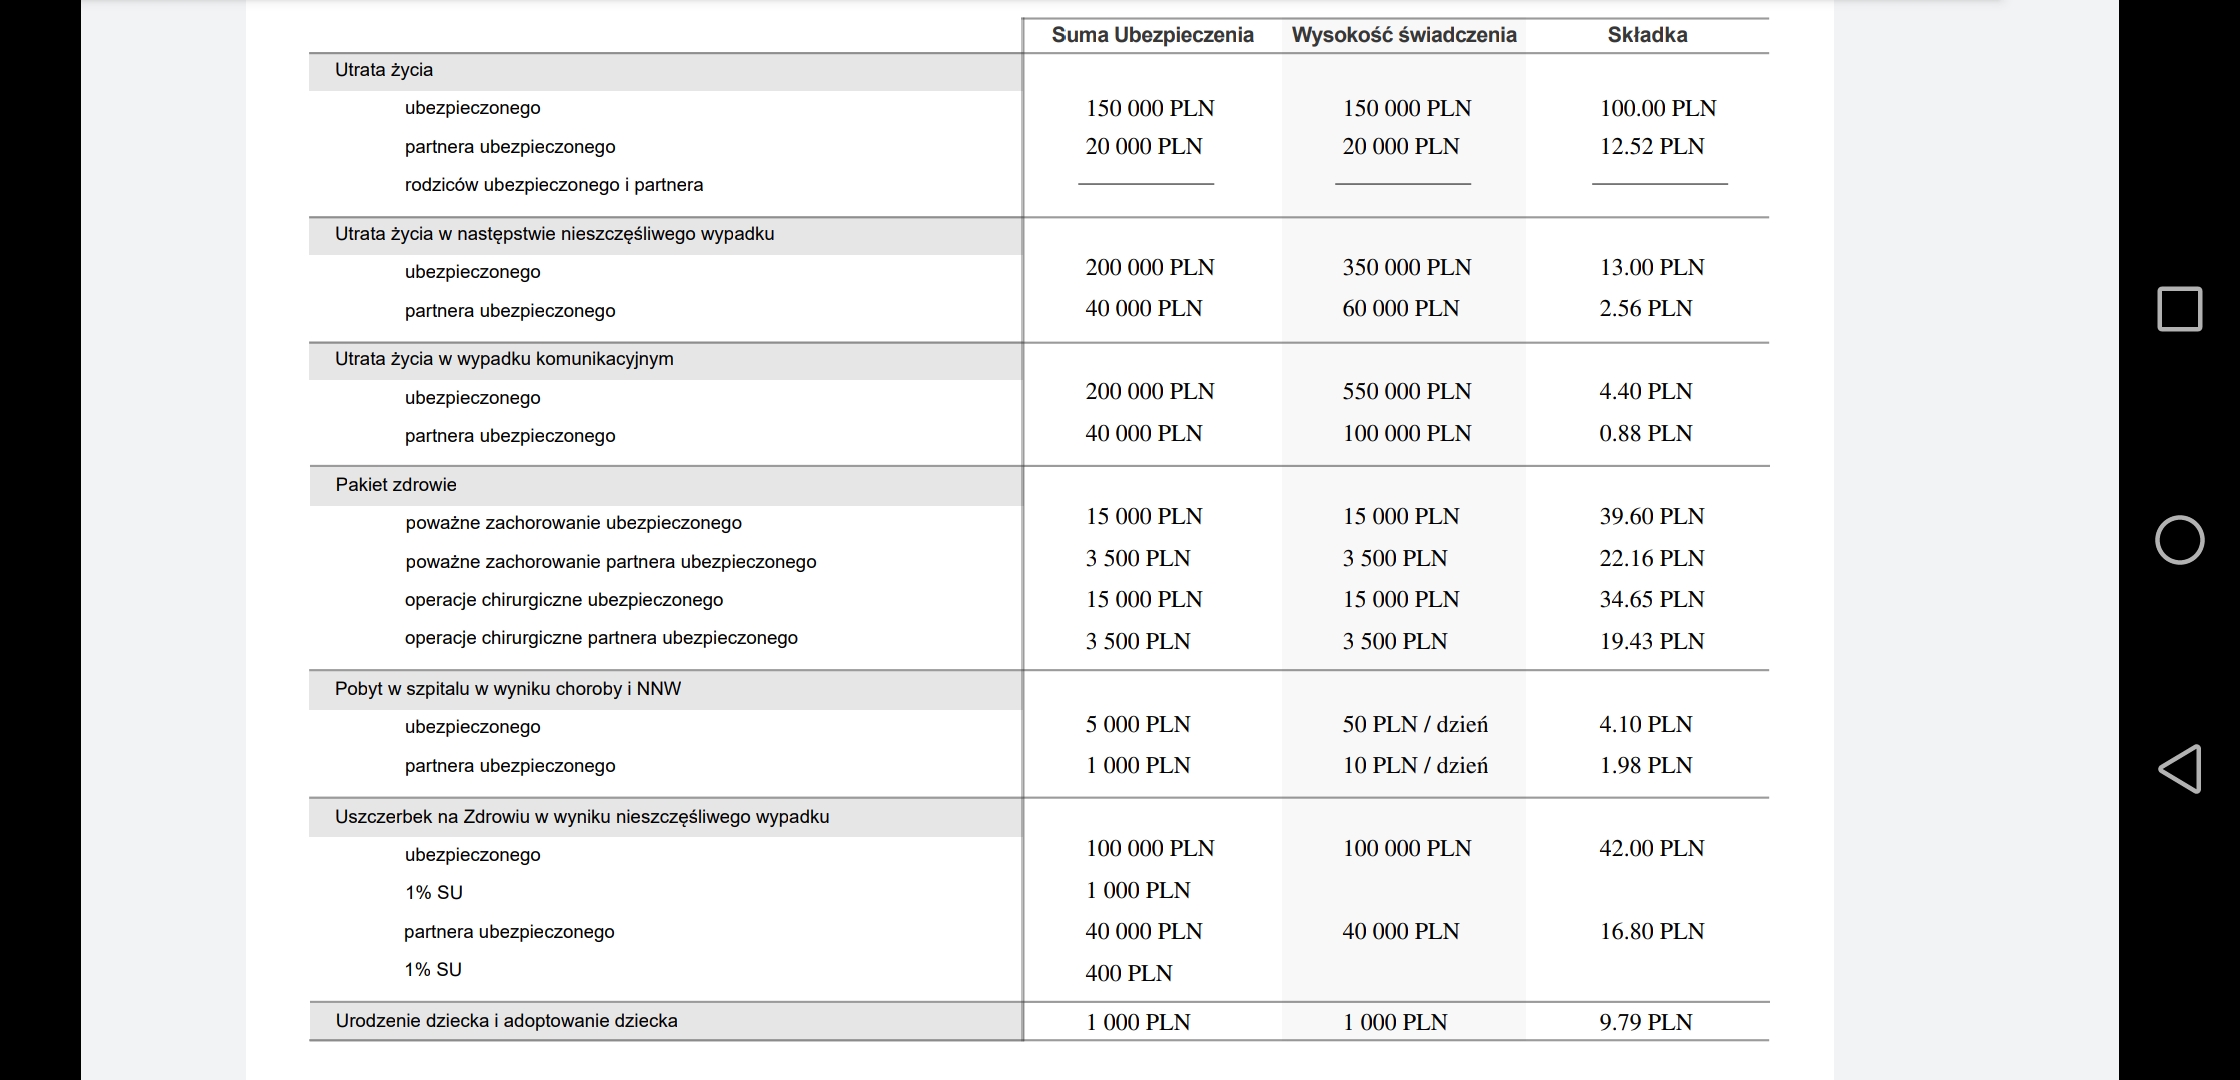 Suma Ubezpieczenia Wysokość świadczenia Składka
Utrata życia
ubezpieczonego 150 000 PLN 150 000 PLN 100.00 PLN
partnera ubezpieczonego 20 000 PLN 20 000 PLN 12.52 PLN
rodziców ubezpieczonego i partnera
Utrata życia w następstwie nieszczęśliwego wypadku
ubezpieczonego 200 000 PLN 350 000 PLN 13.00 PLN
partnera ubezpieczonego 40 000 PLN 60 000 PLN 2.56 PLN
Utrata życia w wypadku komunikacyjnym
ubezpieczonego 200 000 PLN 550 000 PLN 4.40 PLN
partnera ubezpieczonego 40 000 PLN 100 000 PLN 0.88 PLN
Pakiet zdrowie
poważne zachorowanie ubezpieczonego 15 000 PLN 15 000 PLN 39.60 PLN
poważne zachorowanie partnera ubezpieczonego 3 500 PLN 3 500 PLN 22.16 PLN
operacje chirurgiczne ubezpieczonego 15 000 PLN 15 000 PLN 34.65 PLN
operacje chirurgiczne partnera ubezpieczonego 3 500 PLN 3 500 PLN 19.43 PLN
Pobyt w szpitalu w wyniku choroby i NNW
ubezpieczonego 5 000 PLN 50 PLN / dzień 4.10 PLN
partnera ubezpieczonego 1 000 PLN 10 PLN / dzień 1.98 PLN
Uszczerbek na Zdrowiu w wyniku nieszczęśliwego wypadku
ubezpieczonego 100 000 PLN 100 000 PLN 42.00 PLN
1% SU 1 000 PLN
partnera ubezpieczonego 40 000 PLN 40 000 PLN 16.80 PLN
1% SU 400 PLN
Urodzenie dziecka i adoptowanie dziecka 1 000 PLN 1 000 PLN 9.79 PLN